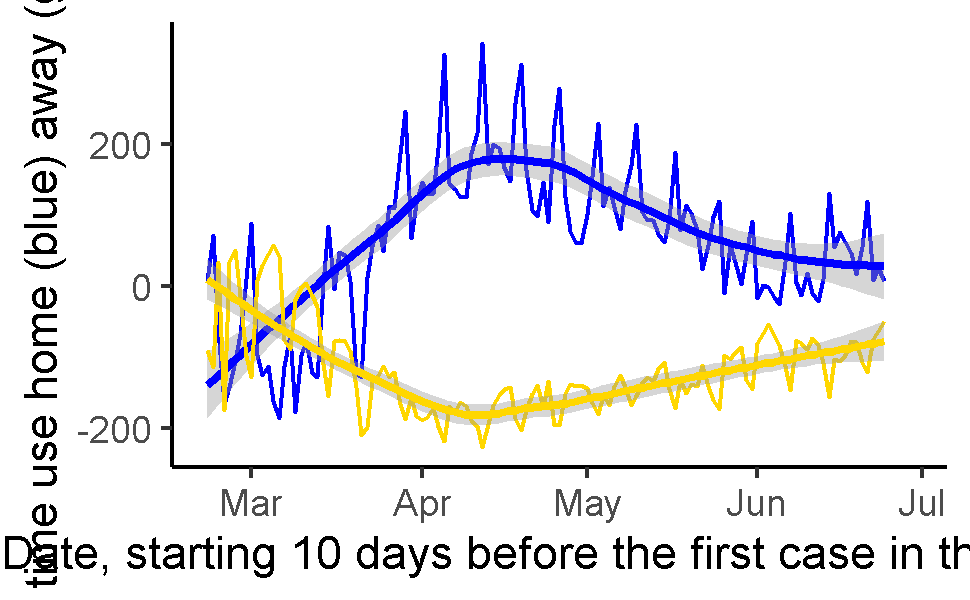 time use home (blue) away (
200
0
-200
Mar Apr May Jun Jul
Date, starting 10 days before the first case in th